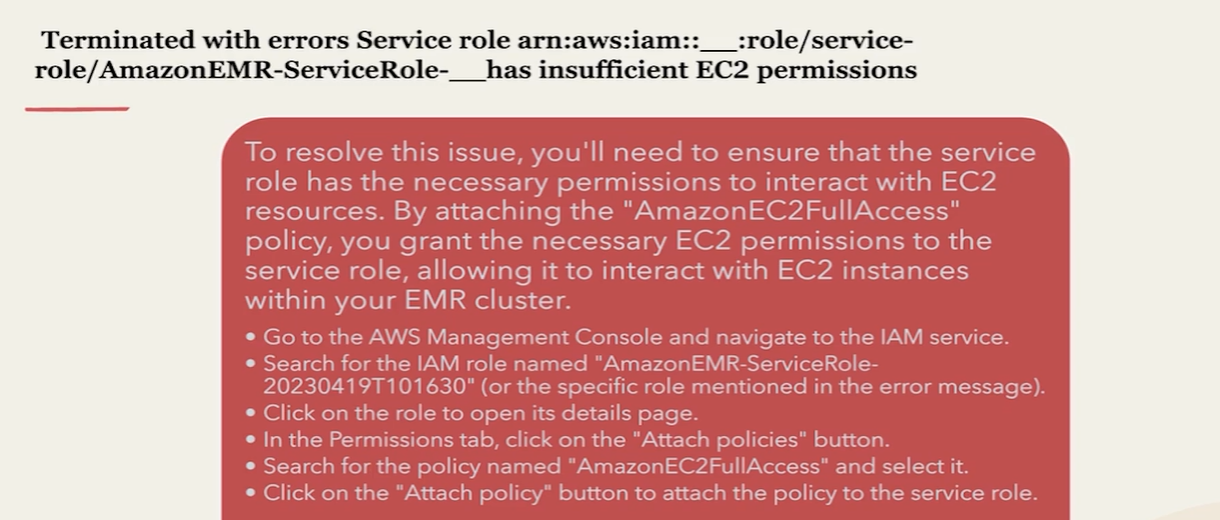 Terminated with errors Service role arn:aws:iam::__:role/service-
role/AmazonEMR-ServiceRole-__has insufficient EC2 permissions
To resolve this issue, you'll need to ensure that the service
role has the necessary permissions to interact with EC2
resources. By attaching the "AmazonEC2FullAccess"
policy, you grant the necessary EC2 permissions to the
service role, allowing it to interact with EC2 instances
within your EMR cluster.
• Go to the AWS Management Console and navigate to the IAM service.
• Search for the IAM role named "AmazonEMR-ServiceRole-
20230419T101630" (or the specific role mentioned in the error message).
• Click on the role to open its details page.
• In the Permissions tab, click on the "Attach policies" button.
• Search for the policy named "AmazonEC2FullAccess" and select it.
• Click on the "Attach policy" button to attach the policy to the service role.